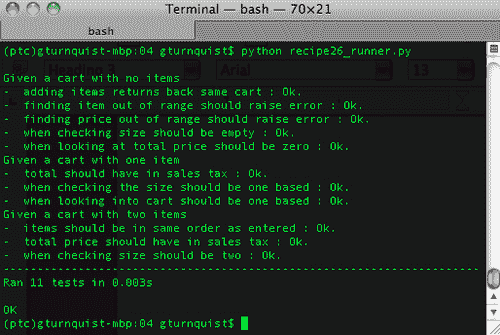 Terminal — bash — 70×21
bash
(ptc)gturnquist-mbp:04 gturnquist$ python recipe26_runner.py
Heading 3 Arial 13
Given a cart with no items
-  adding items returns back same cart : Ok.
-  finding item out of range should raise error : Ok.
-  finding price out of range should raise error : Ok.
-  when checking size should be empty : Ok.
-  when looking at total price should be zero : Ok.
Given a cart with one item
-  total should have in sales tax : Ok.
-  when checking the size should be one based : Ok.
-  when looking into cart should be one based : Ok.
Given a cart with two items
-  items should be in same order as entered : Ok.
-  total price should have in sales tax : Ok.
-  when checking size should be two : Ok.
----------------------------------------------------------------------
Ran 11 tests in 0.003s
OK
(ptc)gturnquist-mbp:04 gturnquist$